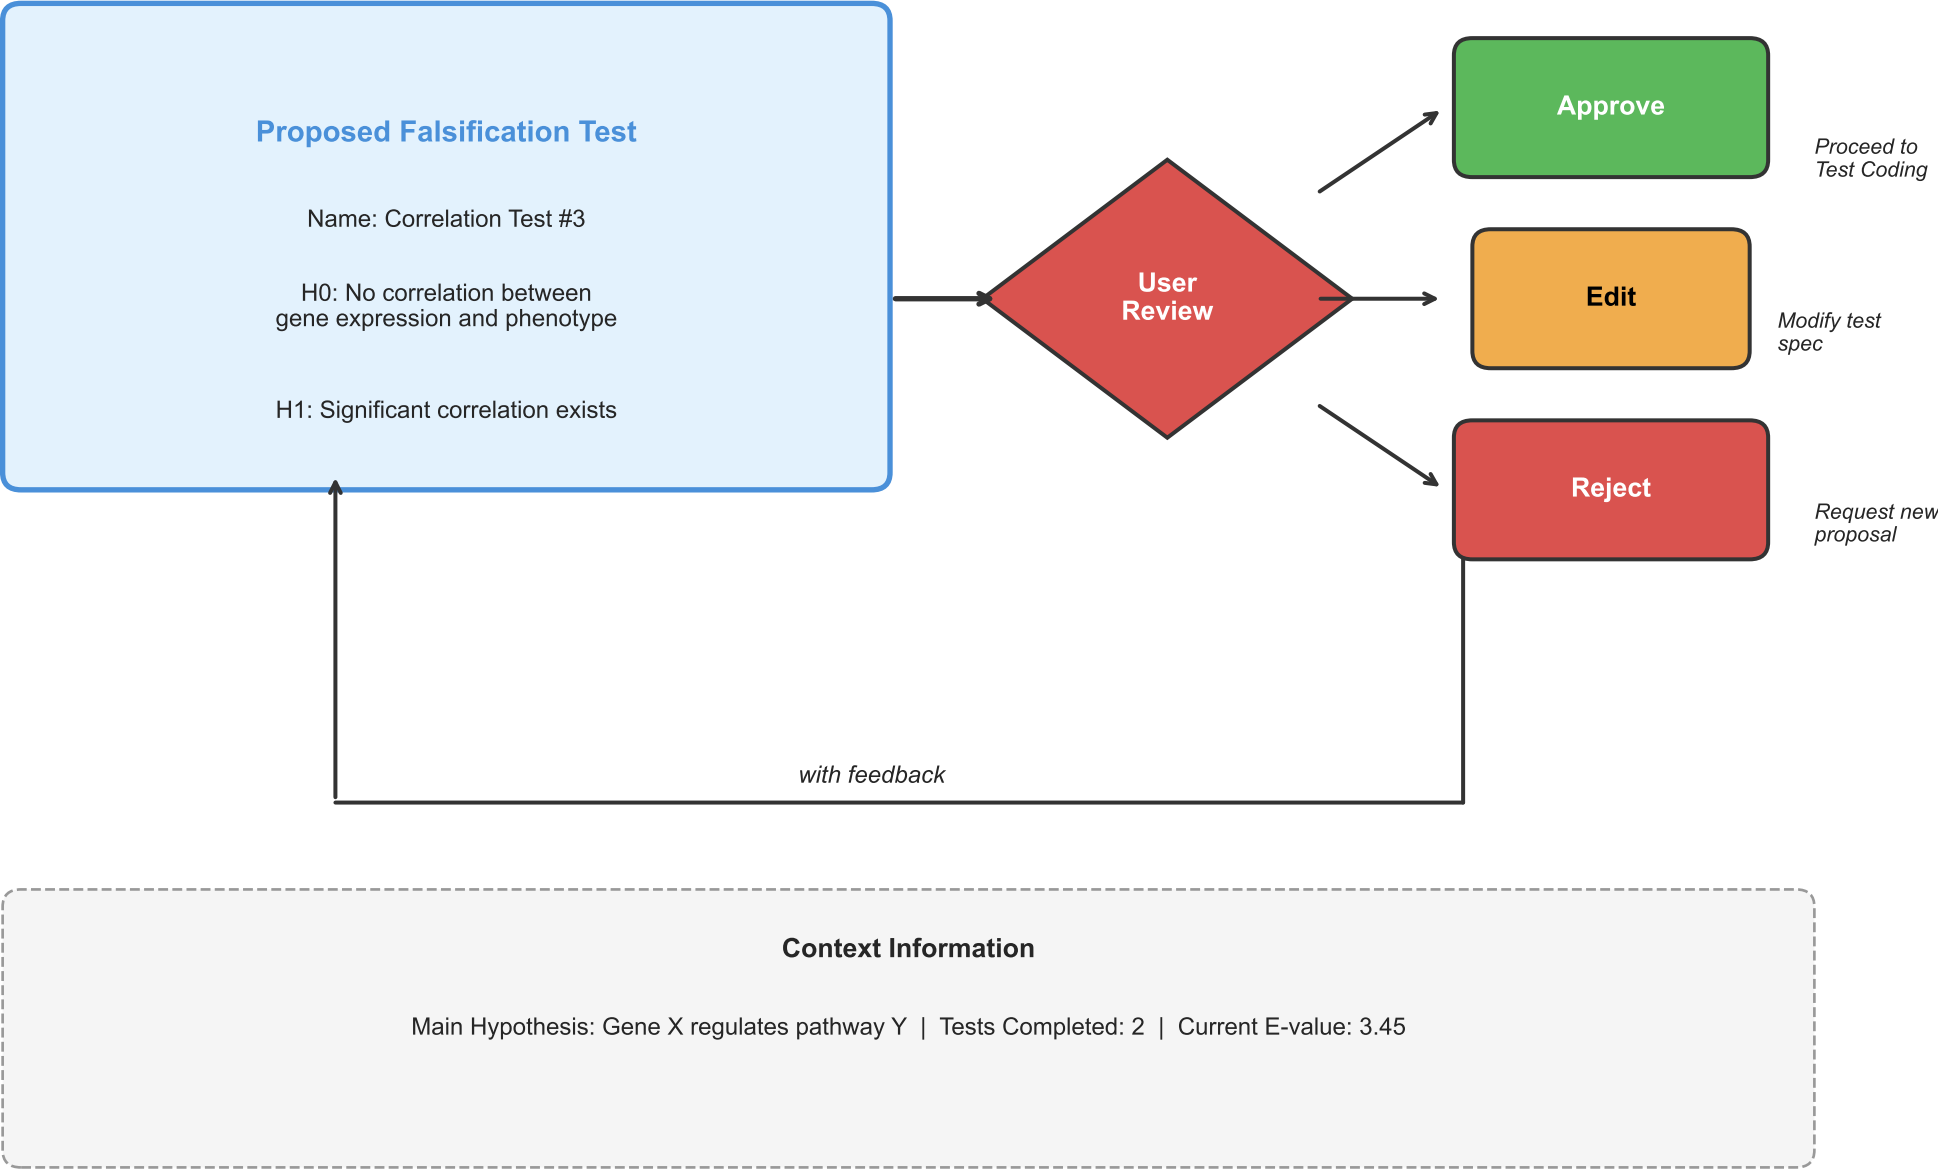 Proposed Falsification Test
Name: Correlation Test #3
H0: No correlation between
gene expression and phenotype
H1: Significant correlation exists
User
Review
Approve
Proceed to
Test Coding
Edit
Modify test
spec
Reject
Request new
proposal
with feedback
Context Information
Main Hypothesis: Gene X regulates pathway Y | Tests Completed: 2 | Current E-value: 3.45